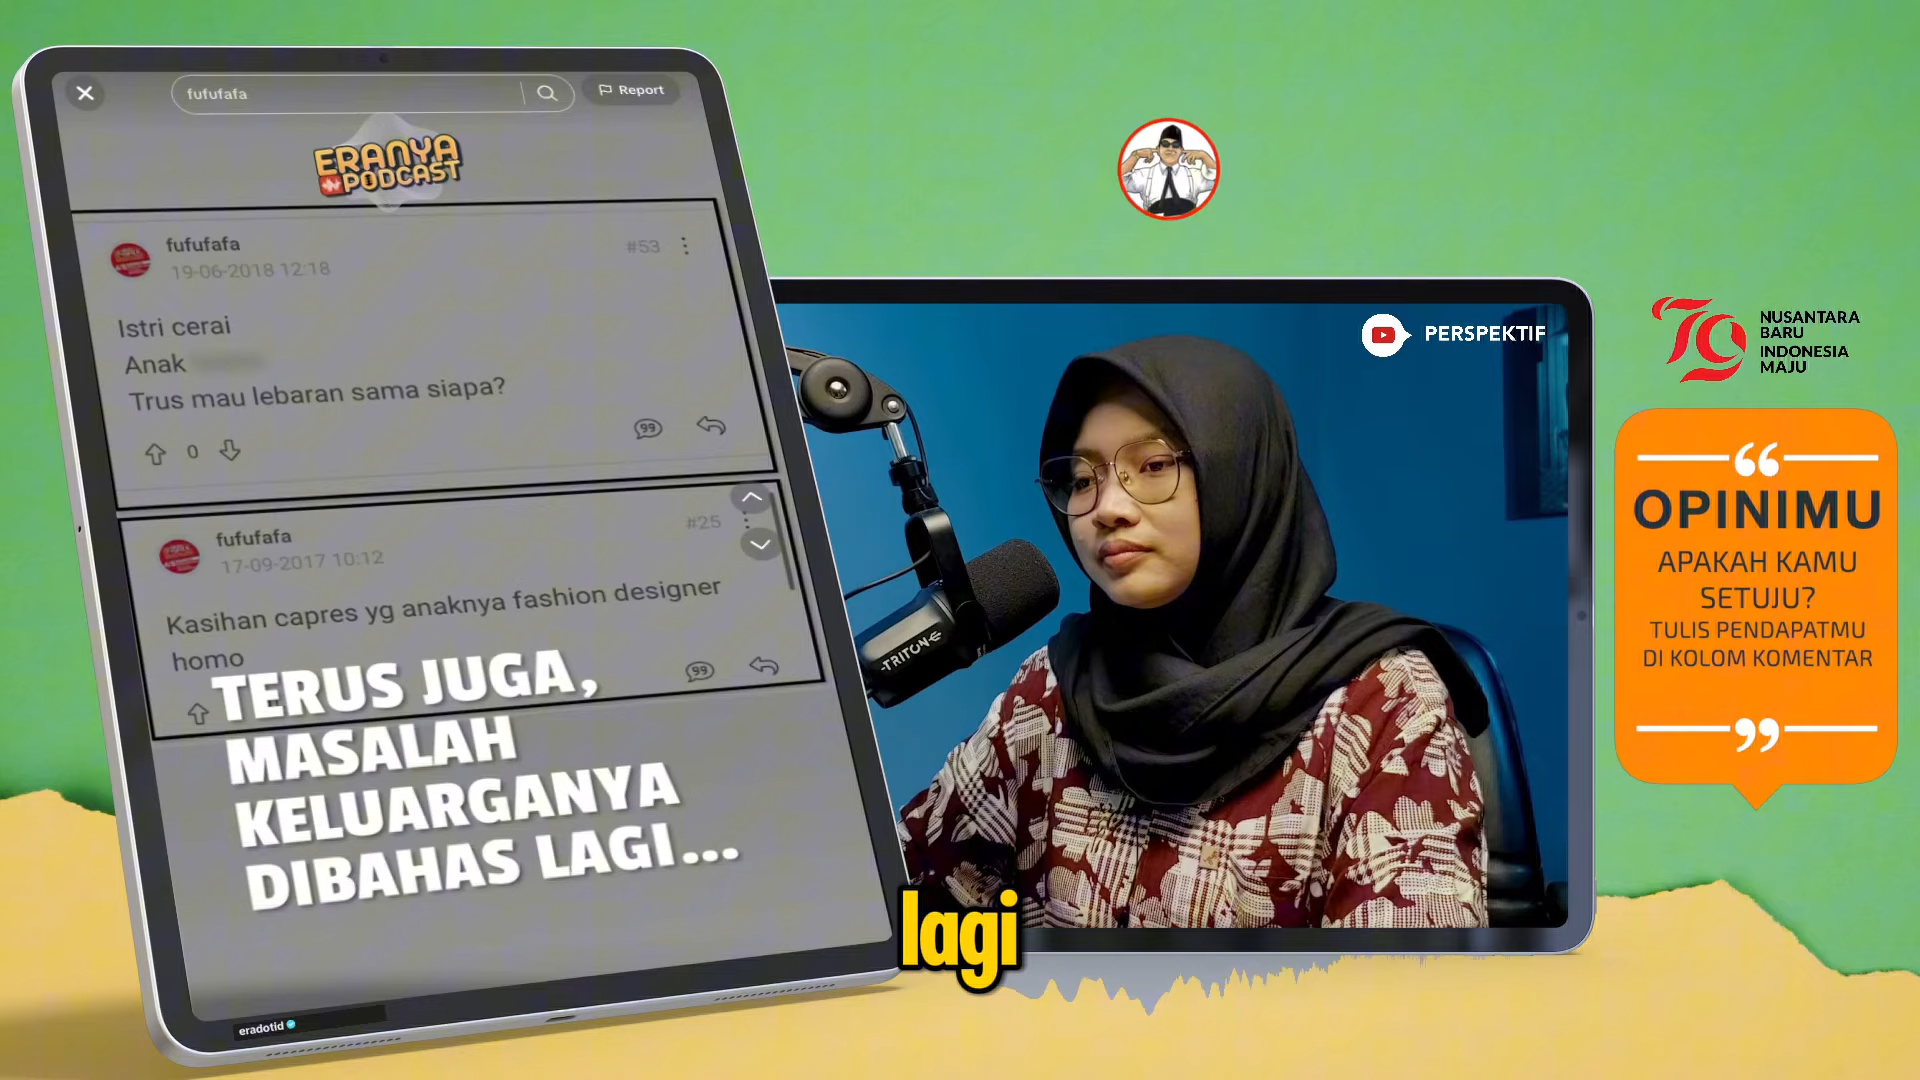 fufufafa
Report
ERANYA
PODCAST
fufufafa
19-06-2018 12:18
#53
Istri cerai
Anak
Trus mau lebaran sama siapa?
0
99
fufufafa
17-09-2017 10:12
#25
Kasihan capres yg anaknya fashion designer
homo
99
TERUS JUGA,
MASALAH
KELUARGANYA
DIBAHAS LAGI...
eradotid
lagi
TRITON
PERSPEKTIF
79
NUSANTARA
BARU
INDONESIA
MAJU
“
OPINIMU
APAKAH KAMU
SETUJU?
TULIS PENDAPATMU
DI KOLOM KOMENTAR
”